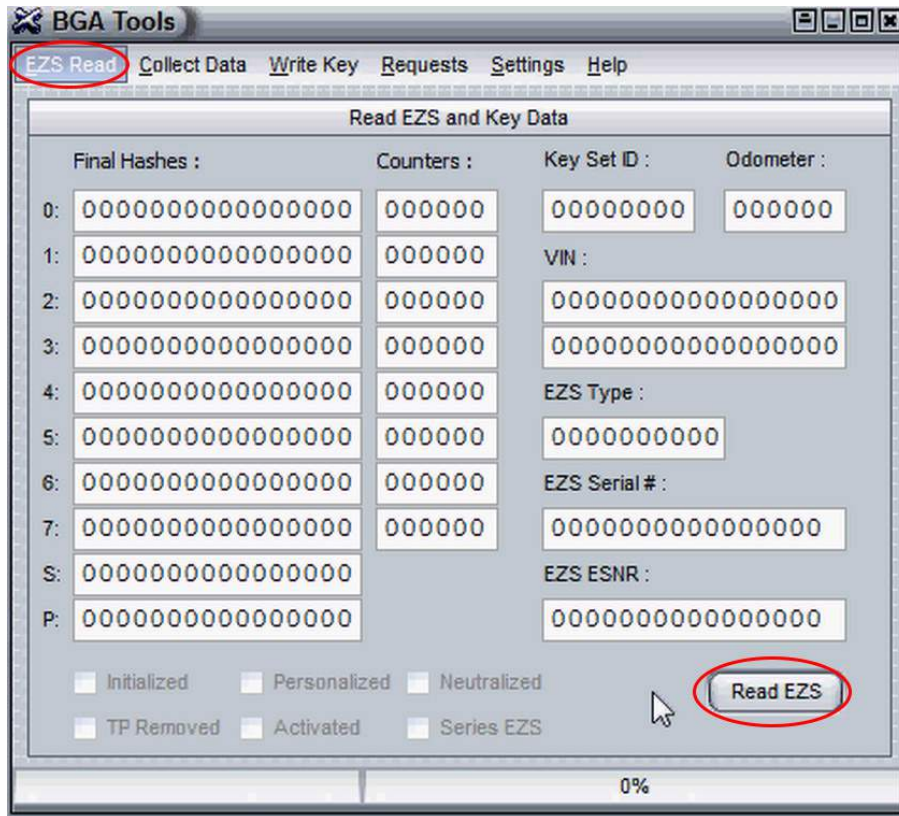 BGA Tools
EZS Read Collect Data Write Key Requests Settings Help
Read EZS and Key Data
Final Hashes : Counters : Key Set ID : Odometer :
0: 0000000000000000 000000 00000000 000000
1: 0000000000000000 000000 VIN :
2: 0000000000000000 000000 00000000000000000
3: 0000000000000000 000000 00000000000000000
4: 0000000000000000 000000 EZS Type :
5: 0000000000000000 000000 0000000000
6: 0000000000000000 000000 EZS Serial # :
7: 0000000000000000 000000 0000000000000000
S: 0000000000000000 EZS ESNR :
P: 0000000000000000 0000000000000000
Initialized Personalized Neutralized
Read EZS
TP Removed Activated Series EZS
0%